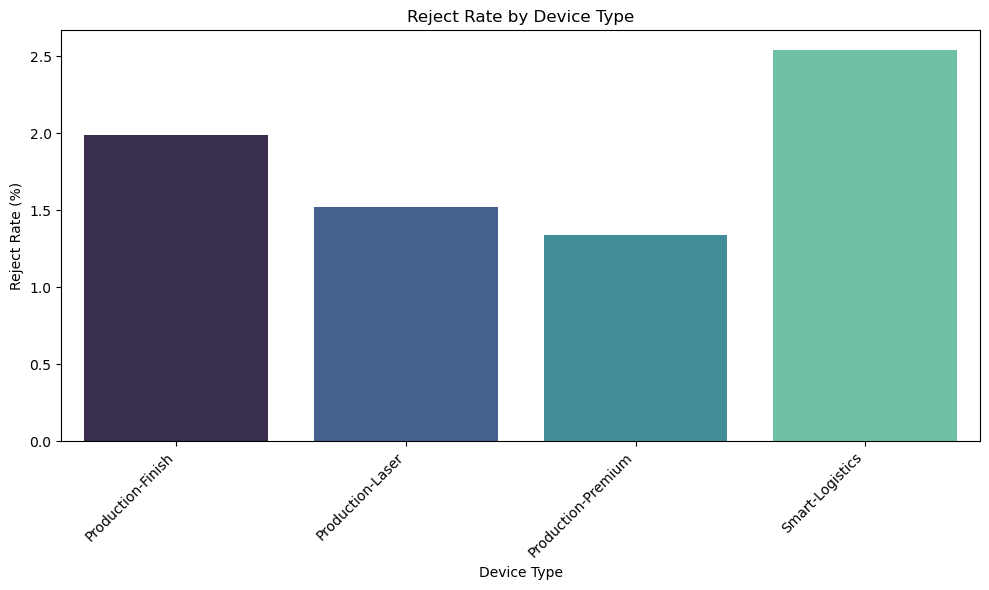 Reject Rate by Device Type
Reject Rate (%)
2.5
2.0
1.5
1.0
0.5
0.0
Production-Finish
Production-Laser
Production-Premium
Smart-Logistics
Device Type